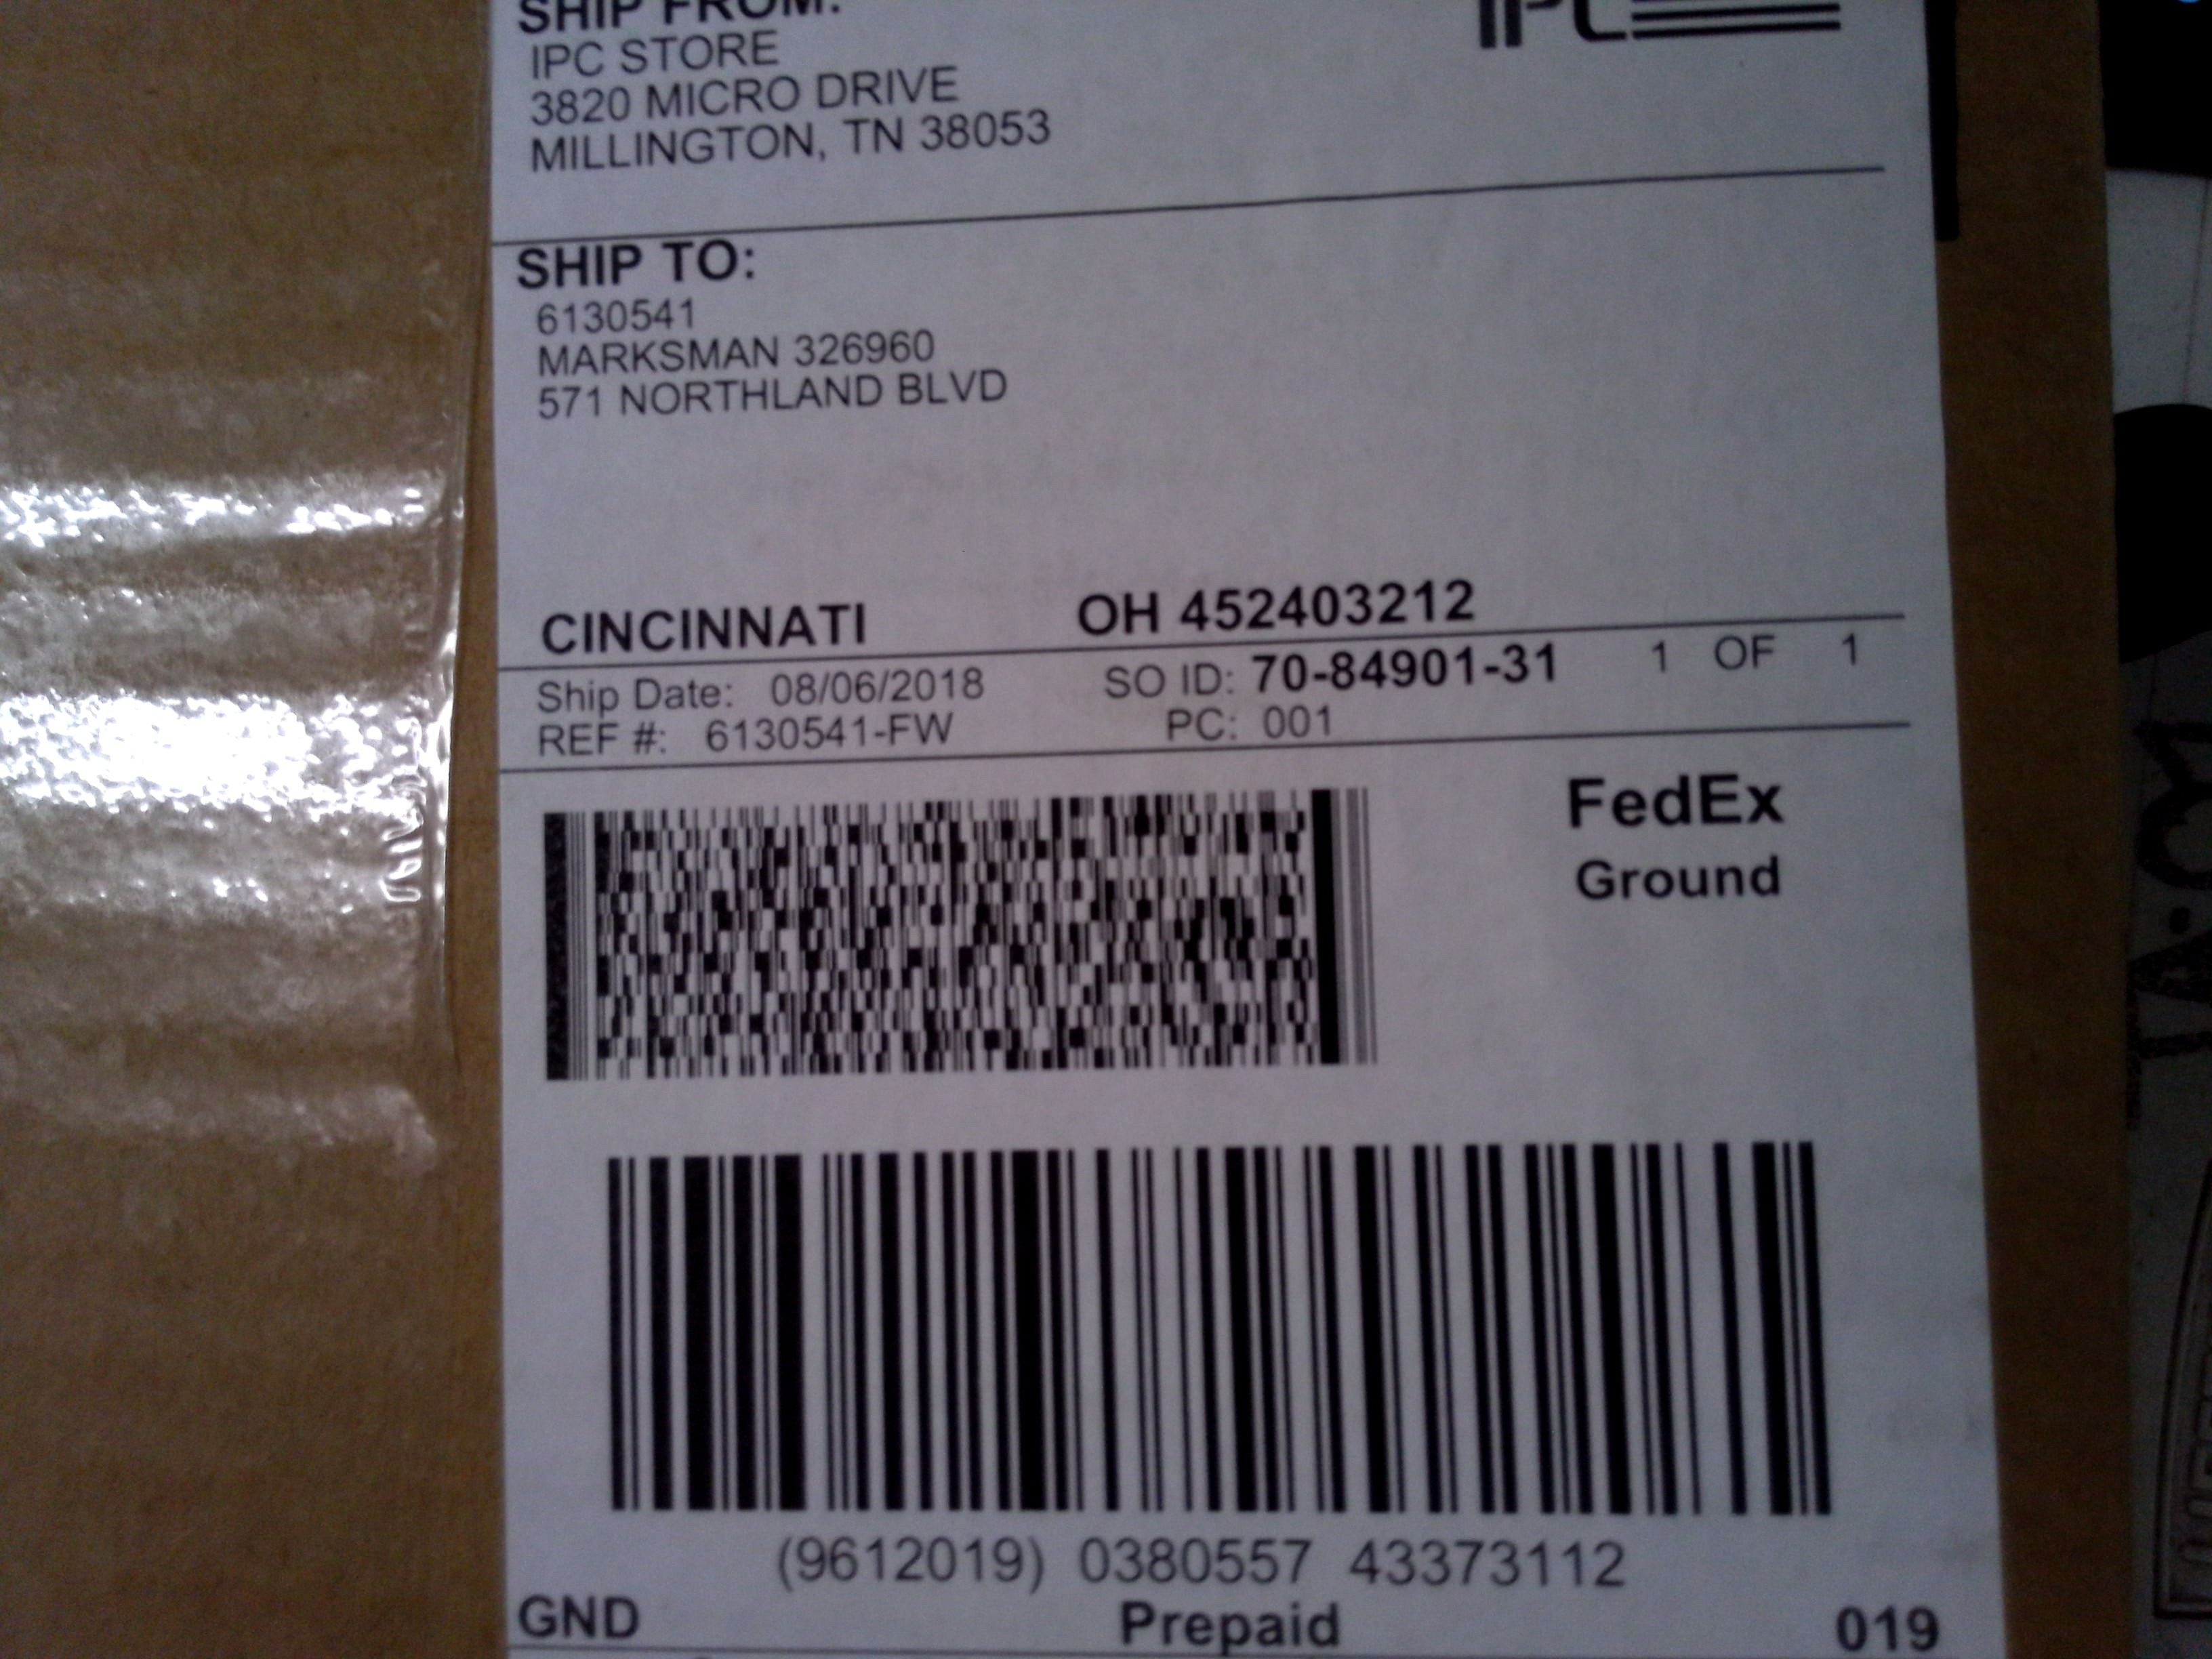 SHIP FROM:
IPC STORE
3820 MICRO DRIVE
MILLINGTON, TN 38053
IPC
SHIP TO:
6130541
MARKSMAN 326960
571 NORTHLAND BLVD
CINCINNATI OH 452403212
Ship Date: 08/06/2018 SO ID: 70-84901-31 1 OF 1
REF #: 6130541-FW PC: 001
FedEx
Ground
(9612019) 0380557 43373112
GND Prepaid 019